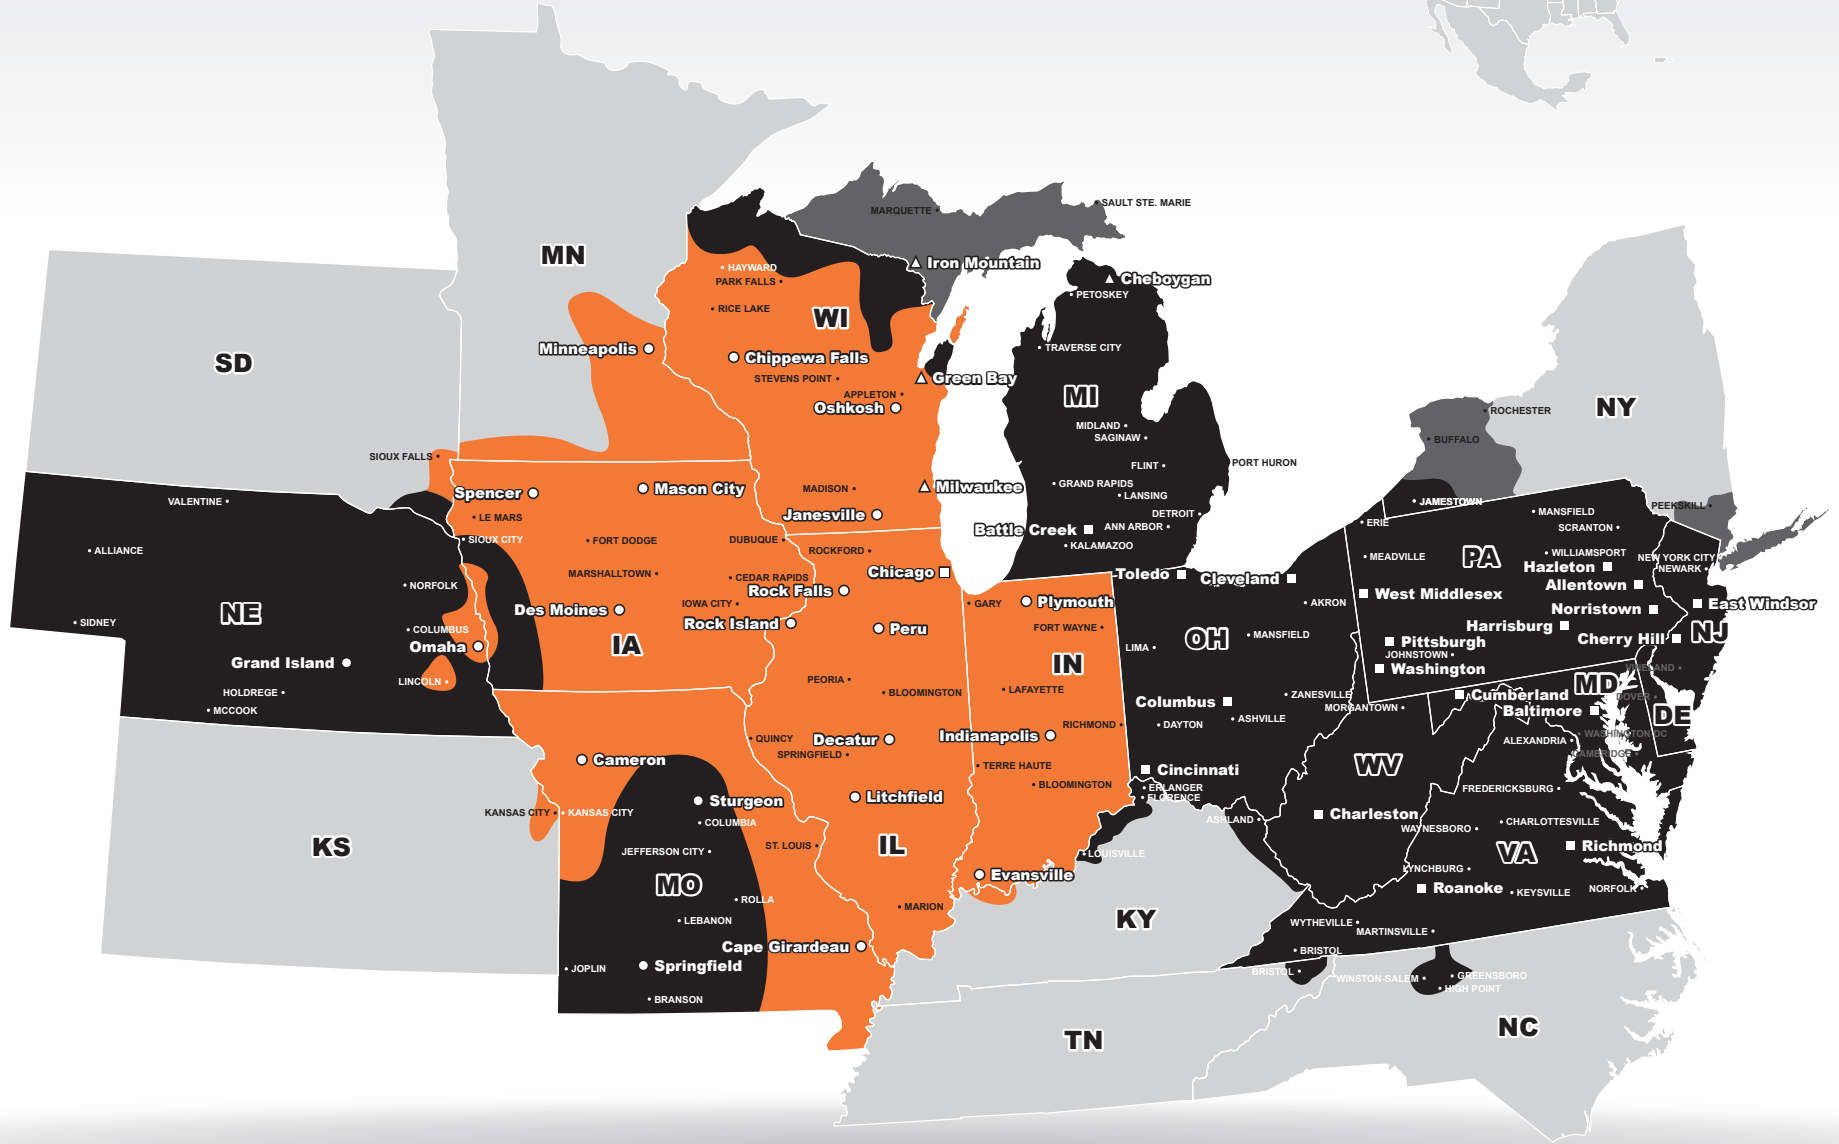 MARQUETTE
SAULT STE. MARIE
MN
Iron Mountain
HAYWARD
PARK FALLS
Cheboygan
PETOSKEY
RICE LAKE
WI
Minneapolis
Chippewa Falls
TRAVERSE CITY
SD
STEVENS POINT
Green Bay
APPLETON
MI
Oshkosh
NY
ROCHESTER
MIDLAND
SAGINAW
BUFFALO
SIOUX FALLS
FLINT
PORT HURON
Spencer
Mason City
MADISON
Milwaukee
GRAND RAPIDS
LANSING
VALENTINE
JAMESTOWN
PEEKSKILL
LE MARS
Janesville
DETROIT
MANSFIELD
ERIE
Battle Creek
ANN ARBOR
SCRANTON
SIOUX CITY
FORT DODGE
DUBUQUE
KALAMAZOO
ALLIANCE
ROCKFORD
MEADVILLE
PA
WILLIAMSPORT
NEW YORK CITY
Hazleton
NEWARK
MARSHALLTOWN
CEDAR RAPIDS
Chicago
Toledo
Cleveland
NORFOLK
Rock Falls
Allentown
West Middlesex
IOWA CITY
GARY
Plymouth
AKRON
East Windsor
NE
Des Moines
Norristown
SIDNEY
Rock Island
Peru
FORT WAYNE
Harrisburg
COLUMBUS
MANSFIELD
NJ
Omaha
IA
LIMA
OH
Pittsburgh
Cherry Hill
JOHNSTOWN
Grand Island
IN
Washington
VINELAND
LINCOLN
PEORIA
MD
HOLDREGE
BLOOMINGTON
LAFAYETTE
ZANESVILLE
Cumberland
DOVER
MCCOOK
Columbus
MORGANTOWN
Baltimore
DE
RICHMOND
DAYTON
ASHVILLE
QUINCY
Decatur
Indianapolis
ALEXANDRIA
WASHINGTON DC
SPRINGFIELD
CAMBRIDGE
Cameron
TERRE HAUTE
Cincinnati
WV
BLOOMINGTON
ERLANGER
FREDERICKSBURG
Sturgeon
Litchfield
FLORENCE
KANSAS CITY
KANSAS CITY
COLUMBIA
ASHLAND
Charleston
CHARLOTTESVILLE
WAYNESBORO
KS
JEFFERSON CITY
ST. LOUIS
IL
LOUISVILLE
VA
Richmond
MO
Evansville
LYNCHBURG
Roanoke
KEYSVILLE
NORFOLK
ROLLA
MARION
LEBANON
KY
WYTHEVILLE
MARTINSVILLE
Cape Girardeau
BRISTOL
JOPLIN
Springfield
BRISTOL
WINSTON-SALEM
GREENSBORO
HIGH POINT
BRANSON
NC
TN